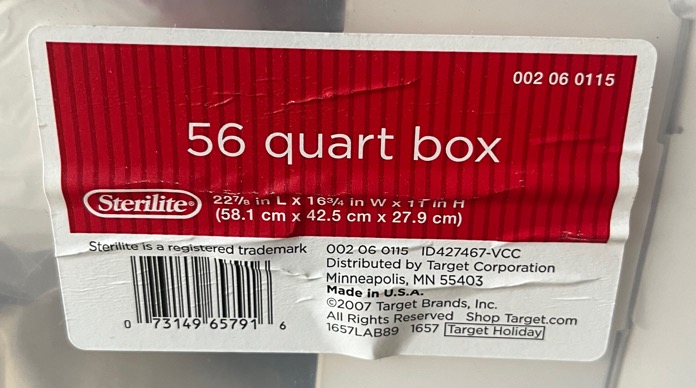 002 06 0115
56 quart box
Sterilite® 22⅞ in L x 16¾ in W x 11 in H
(58.1 cm x 42.5 cm x 27.9 cm)
Sterilite is a registered trademark
002 06 0115 ID427467-VCC
Distributed by Target Corporation
Minneapolis, MN 55403
Made in U.S.A.
©2007 Target Brands, Inc.
All Rights Reserved Shop Target.com
1657LAB89 1657 Target Holiday
0 73149 65791 6